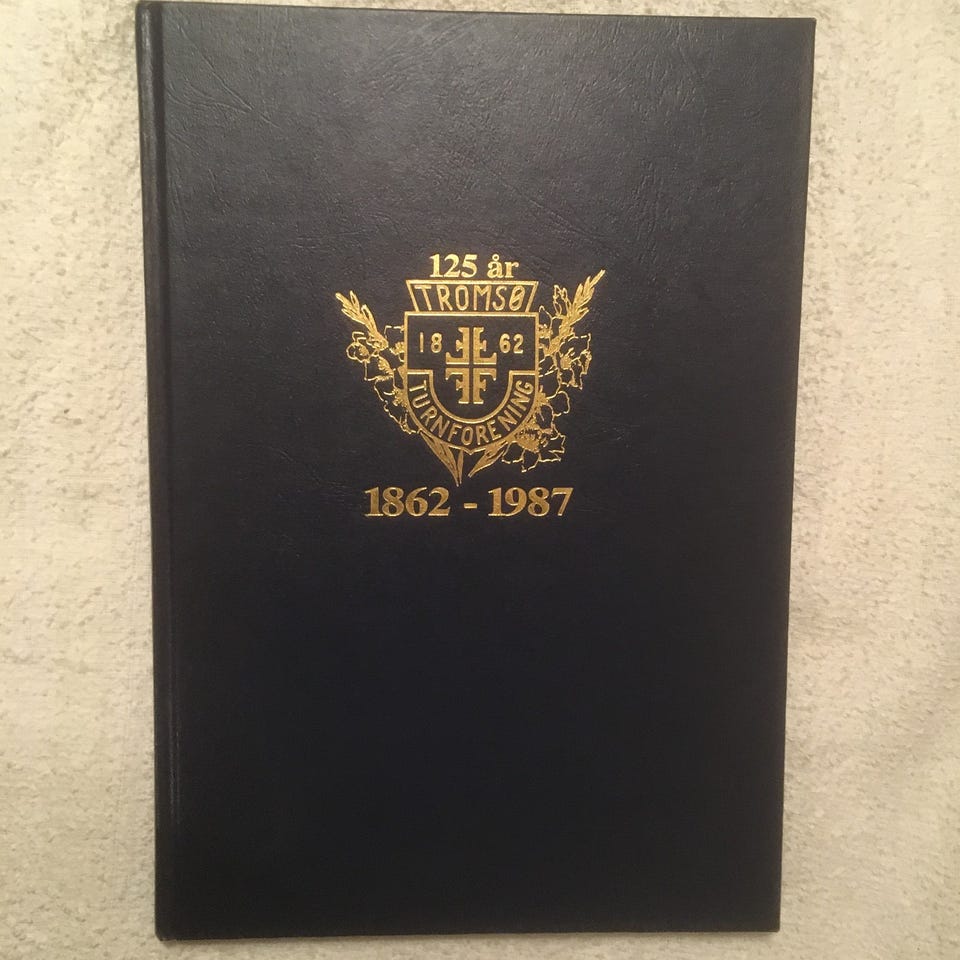 125 år
TROMSØ
18 62
TURNFORENING
1862 - 1987